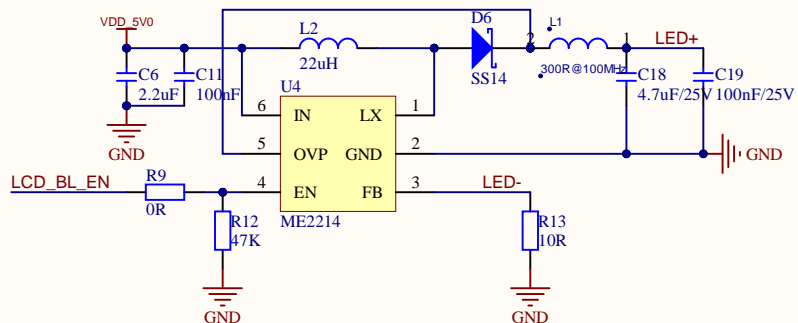 VDD_5V0
L2
22uH
D6
SS14
2
L1
300R@100MHz
1
LED+
C6
2.2uF
C11
100nF
C18
4.7uF/25V
C19
100nF/25V
GND
GND
U4
6
IN
LX
1
5
OVP
GND
2
4
EN
FB
3
ME2214
LCD_BL_EN
R9
0R
R12
47K
GND
LED-
R13
10R
GND